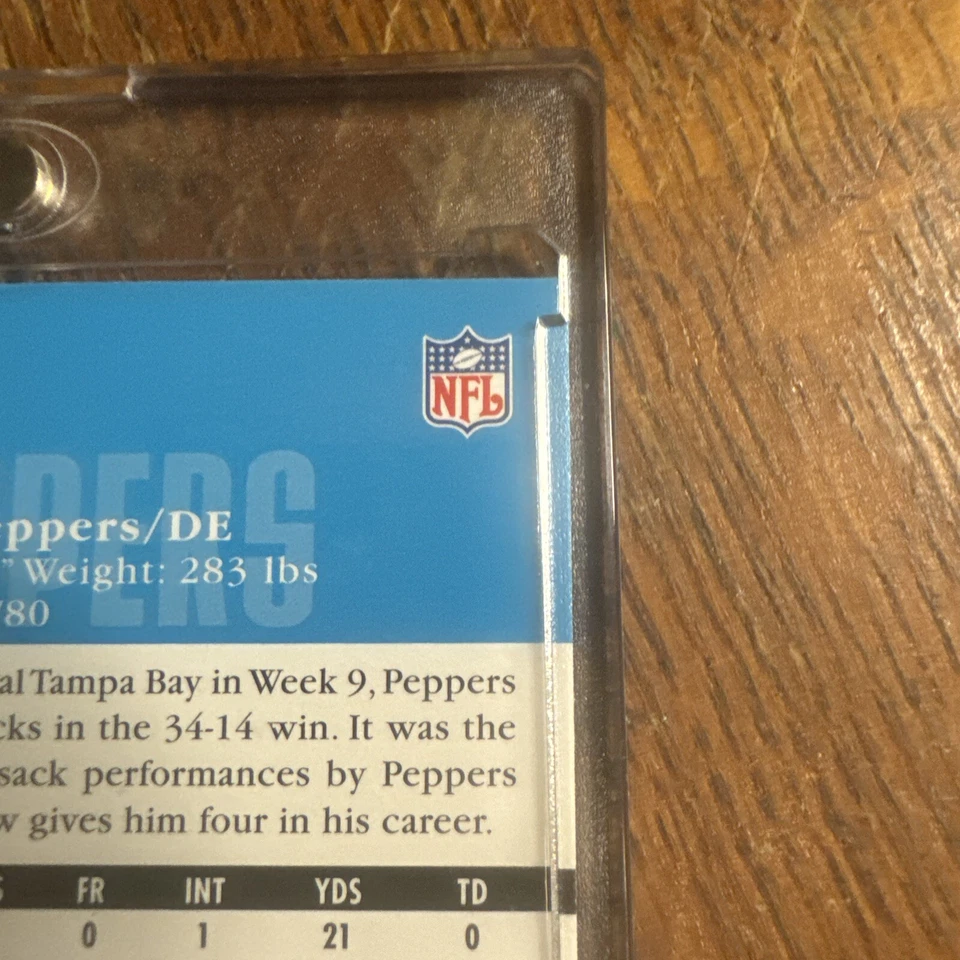 NFL
PPERS
eppers/DE
” Weight: 283 lbs
/80
al Tampa Bay in Week 9, Peppers
cks in the 34-14 win. It was the
sack performances by Peppers
w gives him four in his career.
S FR INT YDS TD
0 1 21 0